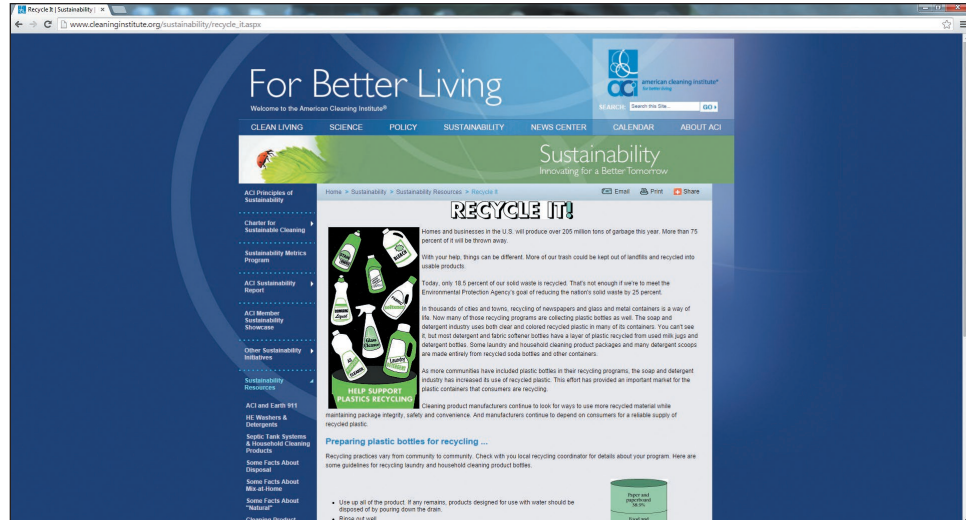 Recycle It | Sustainability |
www.cleaninginstitute.org/sustainability/recycle_it.aspx
For Better Living
Welcome to the American Cleaning Institute®
aci
american cleaning institute®
for better living
SEARCH: Search this Site... GO
CLEAN LIVING SCIENCE POLICY SUSTAINABILITY NEWS CENTER CALENDAR ABOUT ACI
Sustainability
Innovating for a Better Tomorrow
Home > Sustainability > Sustainability Resources > Recycle It Email Print Share
ACI Principles of
Sustainability
Charter for
Sustainable Cleaning
Sustainability Metrics
Program
ACI Sustainability
Report
ACI Member
Sustainability
Showcase
Other Sustainability
Initiatives
Sustainability
Resources
ACI and Earth 911
HE Washers &
Detergents
Septic Tank Systems
& Household Cleaning
Products
Some Facts About
Disposal
Some Facts About
Mix-at-Home
Some Facts About
"Natural"
Cleaning Product
RECYCLE IT!
Homes and businesses in the U.S. will produce over 205 million tons of garbage this year. More than 75
percent of it will be thrown away.
With your help, things can be different. More of our trash could be kept out of landfills and recycled into
usable products.
Today, only 18.5 percent of our solid waste is recycled. That's not enough if we're to meet the
Environmental Protection Agency's goal of reducing the nation's solid waste by 25 percent.
In thousands of cities and towns, recycling of newspapers and glass and metal containers is a way of
life. Now many of those recycling programs are collecting plastic bottles as well. The soap and
detergent industry uses both clear and colored recycled plastic in many of its containers. You can't see
it, but most detergent and fabric softener bottles have a layer of plastic recycled from used milk jugs and
detergent bottles. Some laundry and household cleaning product packages and many detergent scoops
are made entirely from recycled soda bottles and other containers.
As more communities have included plastic bottles in their recycling programs, the soap and detergent
industry has increased its use of recycled plastic. This effort has provided an important market for the
plastic containers that consumers are recycling.
Cleaning product manufacturers continue to look for ways to use more recycled material while
maintaining package integrity, safety and convenience. And manufacturers continue to depend on consumers for a reliable supply of
recycled plastic.
BLEACH
Liquid
Glass
Cleaner
Laundry
HELP SUPPORT
PLASTICS RECYCLING
Preparing plastic bottles for recycling ...
Recycling practices vary from community to community. Check with you local recycling coordinator for details about your program. Here are
some guidelines for recycling laundry and household cleaning product bottles.
• Use up all of the product. If any remains, products designed for use with water should be
disposed of by pouring down the drain.
• Rinse out well
Paper and
paperboard
38.9%
Food and